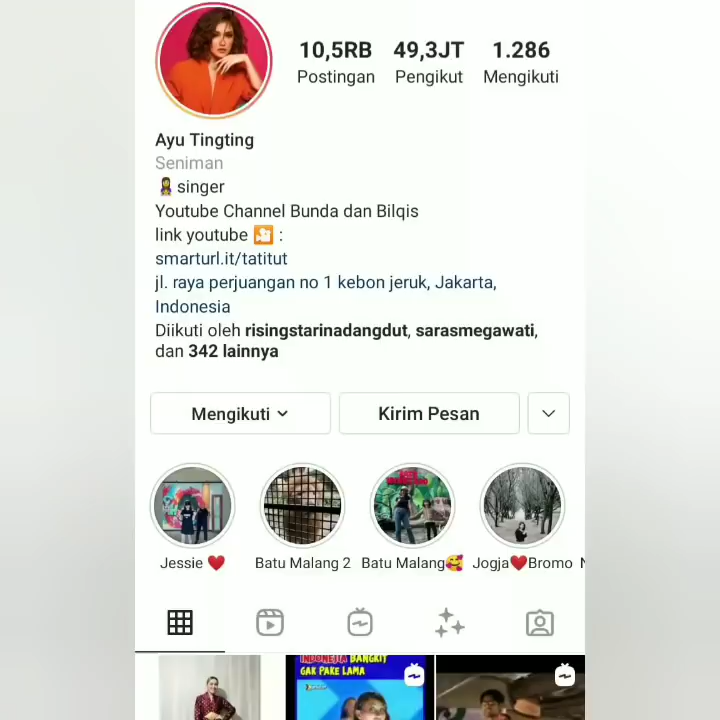 10,5RB 49,3JT 1.286
Postingan Pengikut Mengikuti
Ayu Tingting
Seniman
singer
Youtube Channel Bunda dan Bilqis
link youtube :
smarturl.it/tatitut
jl. raya perjuangan no 1 kebon jeruk, Jakarta,
Indonesia
Diikuti oleh risingstarinadangdut, sarasmegawati,
dan 342 lainnya
Mengikuti Kirim Pesan
Jessie Batu Malang 2 Batu Malang Jogja Bromo N
INDONESIA BANGKIT
GAK PAKE LAMA